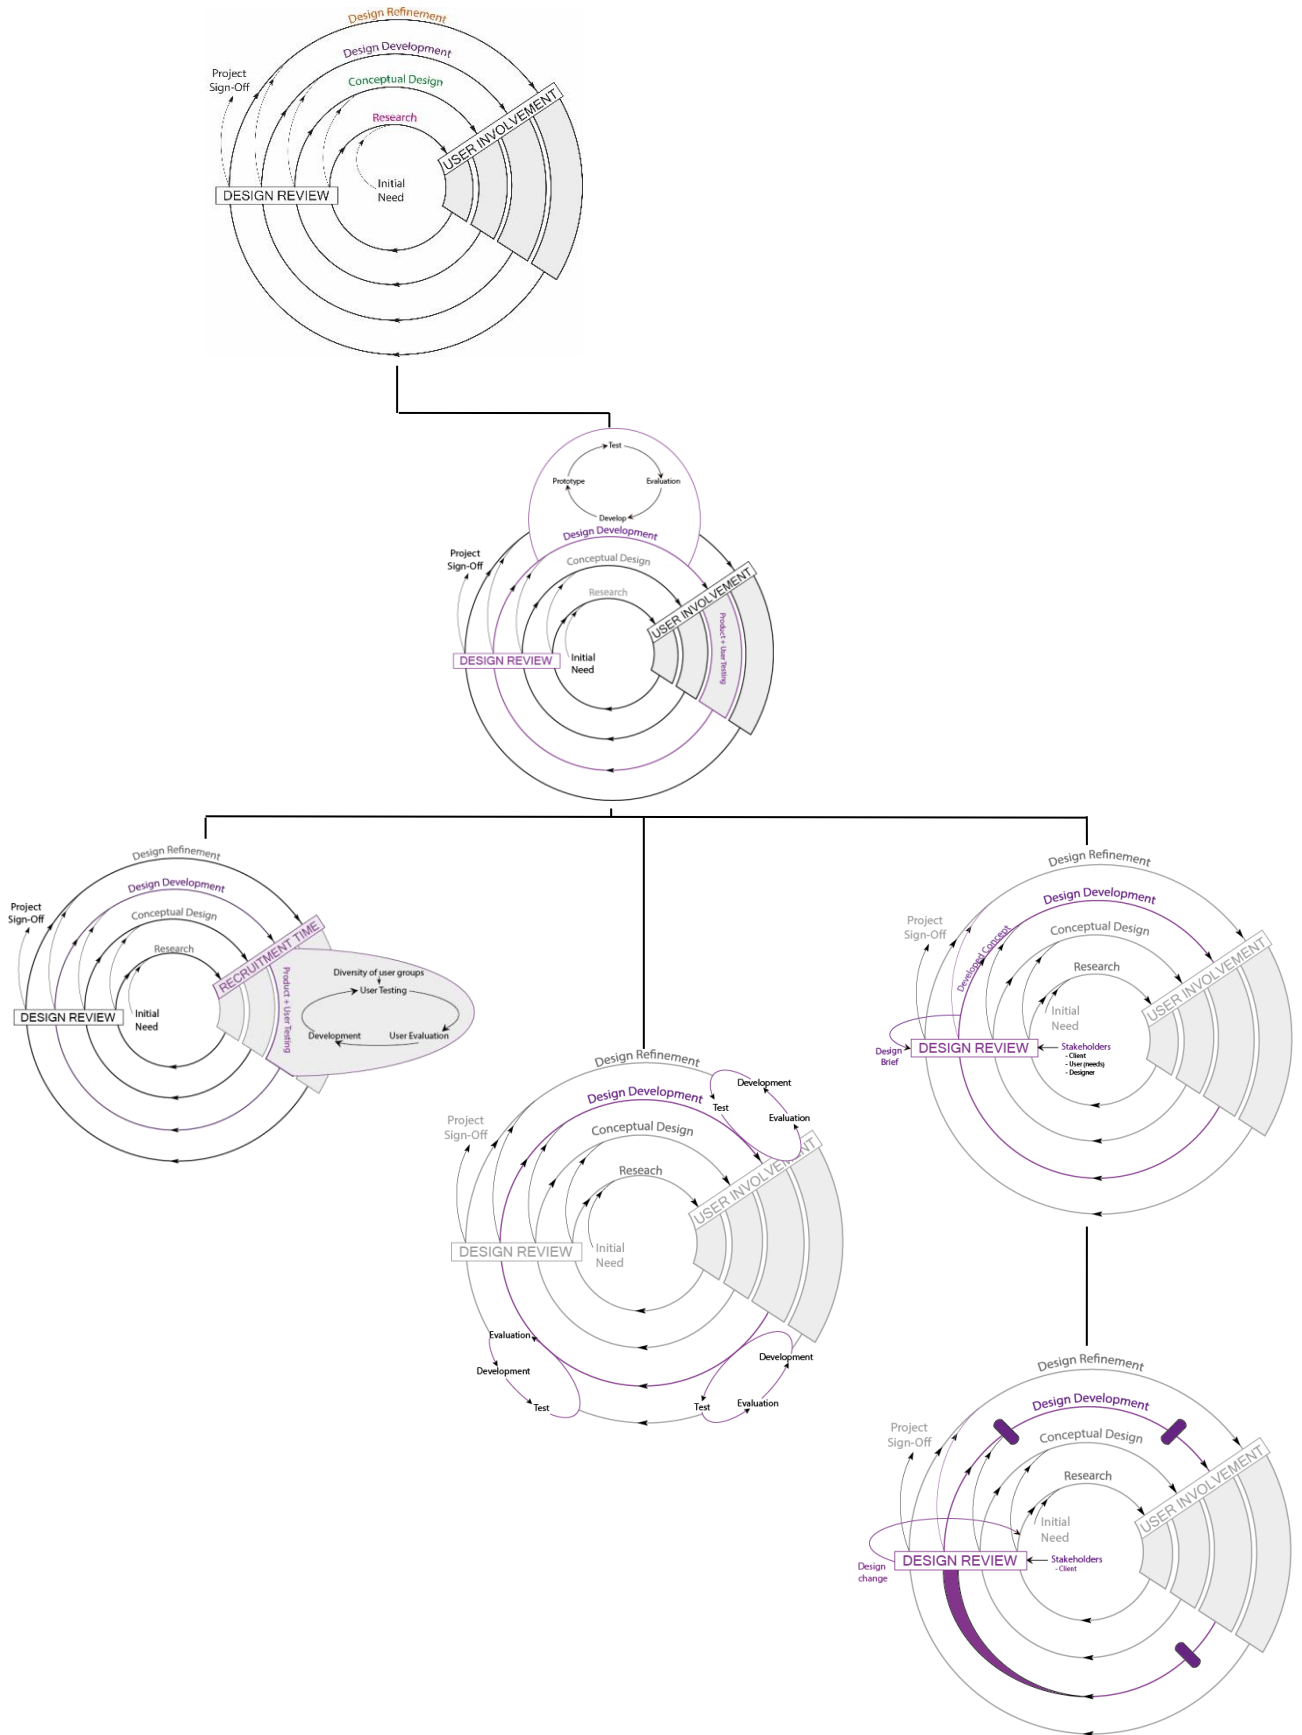 Design Refinement
Design Development
Conceptual Design
Research
Project
Sign-Off
USER INVOLVEMENT
Initial
Need
DESIGN REVIEW
Test
Prototype
Evaluation
Develop
Design Development
Conceptual Design
Research
Project
Sign-Off
USER INVOLVEMENT
Product + User Testing
Initial
Need
DESIGN REVIEW
Design Refinement
Design Development
Conceptual Design
Research
Project
Sign-Off
RECRUITMENT TIME
Product + User Testing
Diversity of user groups
User Testing
Development
User Evaluation
Initial
Need
DESIGN REVIEW
Design Refinement
Design Development
Conceptual Design
Research
Project
Sign-Off
Developed Concept
USER INVOLVEMENT
Initial
Need
Design
Brief
DESIGN REVIEW
Stakeholders
- Client
- User (needs)
- Designer
Design Refinement
Design Development
Conceptual Design
Reseach
Project
Sign-Off
Development
Test
Evaluation
USER INVOLVEMENT
Initial
Need
DESIGN REVIEW
Evaluation
Development
Test
Development
Evaluation
Test
Design Refinement
Design Development
Conceptual Design
Research
Project
Sign-Off
USER INVOLVEMENT
Initial
Need
Design
change
DESIGN REVIEW
Stakeholders
- Client